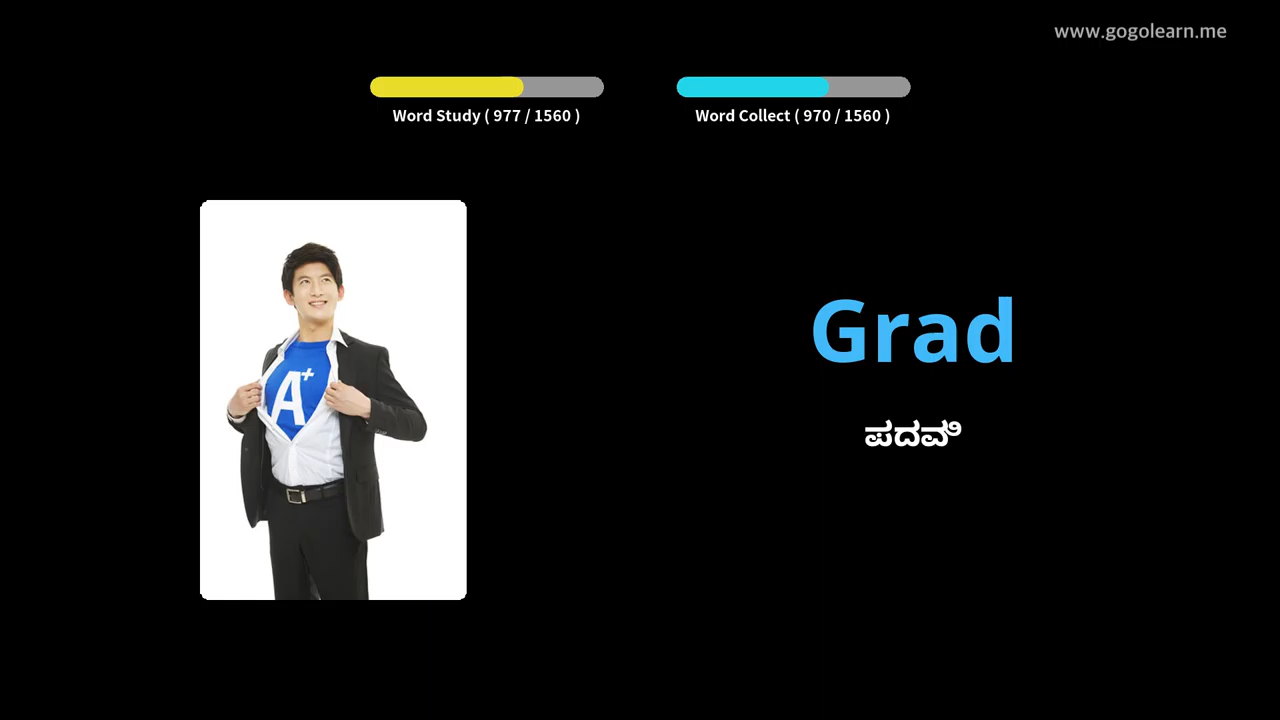 www.gogolearn.me
Word Study ( 977 / 1560 )
Word Collect ( 970 / 1560 )
A+
Grad
ಪದವಿ